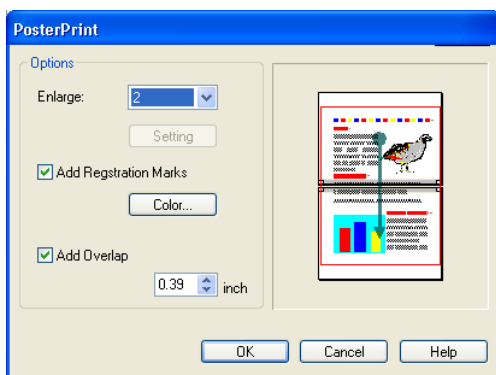 PosterPrint
Options
Enlarge:
2
Setting
Add Regstration Marks
Color...
Add Overlap
0.39 inch
OK Cancel Help